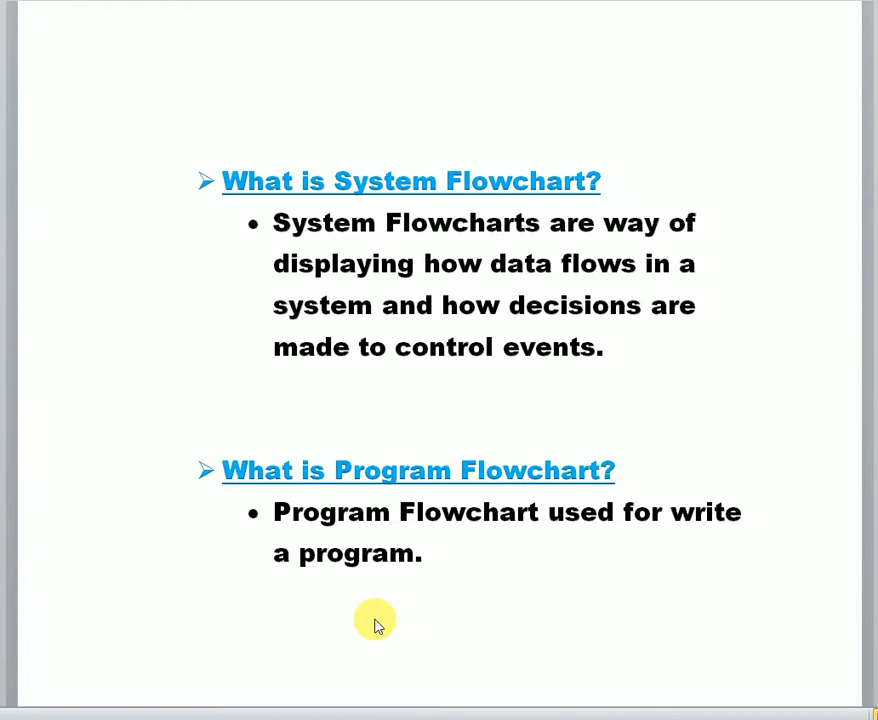 ➢ What is System Flowchart?
• System Flowcharts are way of
displaying how data flows in a
system and how decisions are
made to control events.
➢ What is Program Flowchart?
• Program Flowchart used for write
a program.